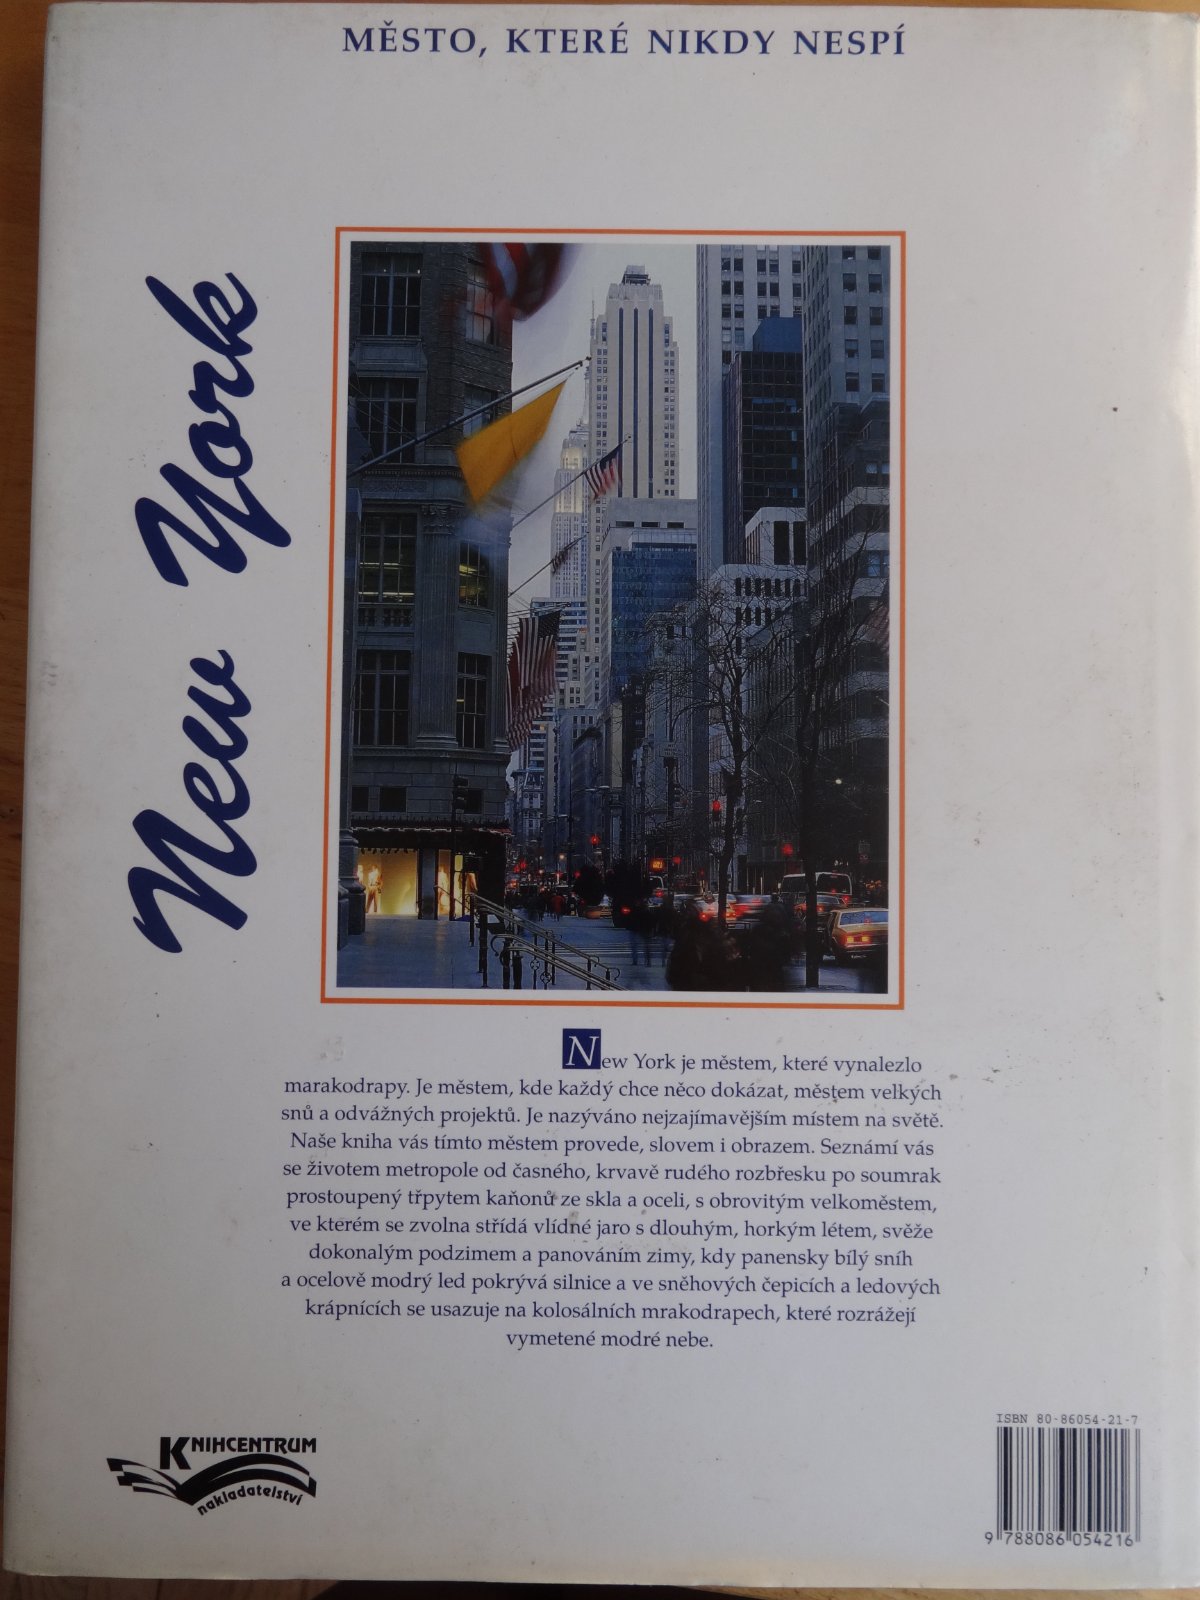 MĚSTO, KTERÉ NIKDY NESPÍ
New York
New York je městem, které vynalezlo
marakodrapy. Je městem, kde každý chce něco dokázat, městem velkých
snů a odvážných projektů. Je nazýváno nejzajímavějším místem na světě.
Naše kniha vás tímto městem provede, slovem i obrazem. Seznámí vás
se životem metropole od časného, krvavě rudého rozbřesku po soumrak
prostoupený třpytem kaňonů ze skla a oceli, s obrovitým velkoměstem,
ve kterém se zvolna střídá vlídné jaro s dlouhým, horkým létem, svěže
dokonalým podzimem a panováním zimy, kdy panensky bílý sníh
a ocelově modrý led pokrývá silnice a ve sněhových čepicích a ledových
krápnících se usazuje na kolosálních mrakodrapech, které rozrážejí
vymetené modré nebe.
KNIHCENTRUM
nakladatelství
ISBN 80-86054-21-7
9 788086 054216